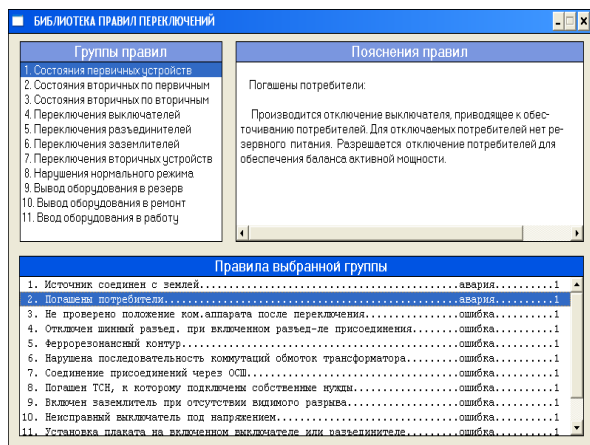 БИБЛИОТЕКА ПРАВИЛ ПЕРЕКЛЮЧЕНИЙ
Группы правил
1. Состояния первичных устройств
2. Состояния вторичных по первичным
3. Состояния вторичных по вторичным
4. Переключения выключателей
5. Переключения разъединителей
6. Переключения заземлителей
7. Переключения вторичных устройств
8. Нарушения нормального режима
9. Вывод оборудования в резерв
10. Вывод оборудования в ремонт
11. Ввод оборудования в работу
Пояснения правил
Погашены потребители:
Производится отключение выключателя, приводящее к обес-
точиванию потребителей. Для отключаемых потребителей нет ре-
зервного питания. Разрешается отключение потребителей для
обеспечения баланса активной мощности.
Правила выбранной группы
1. Источник соединен с землей......................................авария..........1
2. Погашены потребители............................................авария..........1
3. Не проверено положение ком.аппарата после переключения.............ошибка..........1
4. Отключен шинный разъед. при включенном разъед-ле присоединения.......ошибка..........1
5. Феррорезонансный контур.........................................ошибка..........1
6. Нарушена последовательность коммутаций обмоток трансформатора........ошибка..........1
7. Соединение присоединений через ОСШ...............................ошибка..........1
8. Погашен ТСН, к которому подключены собственные нужды...............ошибка..........1
9. Включен заземлитель при отсутствии видимого разрыва................ошибка..........1
10. Неисправный выключатель под напряжением..........................ошибка..........1
11. Установка плаката на включенном выключателе или разъединителе.......ошибка..........1